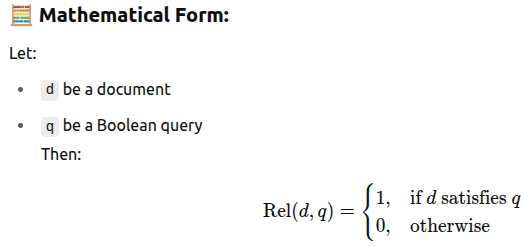 🧮 Mathematical Form:
Let:
• d be a document
• q be a Boolean query
Then:
Rel(d, q) = { 1, if d satisfies q
0, otherwise